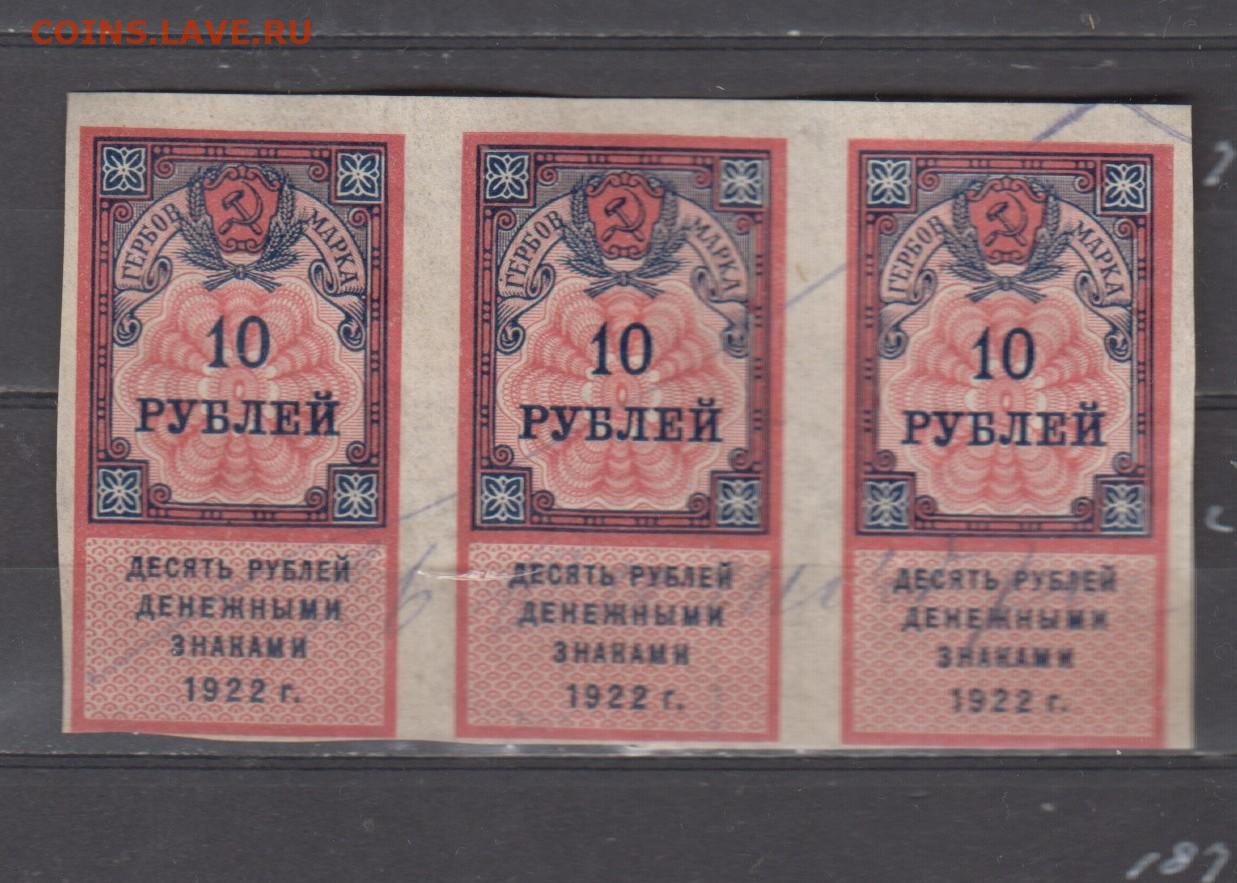 COINS.LAVE.RU
ГЕРБОВ МАРКА
10
РУБЛЕЙ
ДЕСЯТЬ РУБЛЕЙ
ДЕНЕЖНЫМИ
ЗНАКАМИ
1922 г.
ГЕРБОВ МАРКА
10
РУБЛЕЙ
ДЕСЯТЬ РУБЛЕЙ
ДЕНЕЖНЫМИ
ЗНАКАМИ
1922 г.
ГЕРБОВ МАРКА
10
РУБЛЕЙ
ДЕСЯТЬ РУБЛЕЙ
ДЕНЕЖНЫМИ
ЗНАКАМИ
1922 г.
187